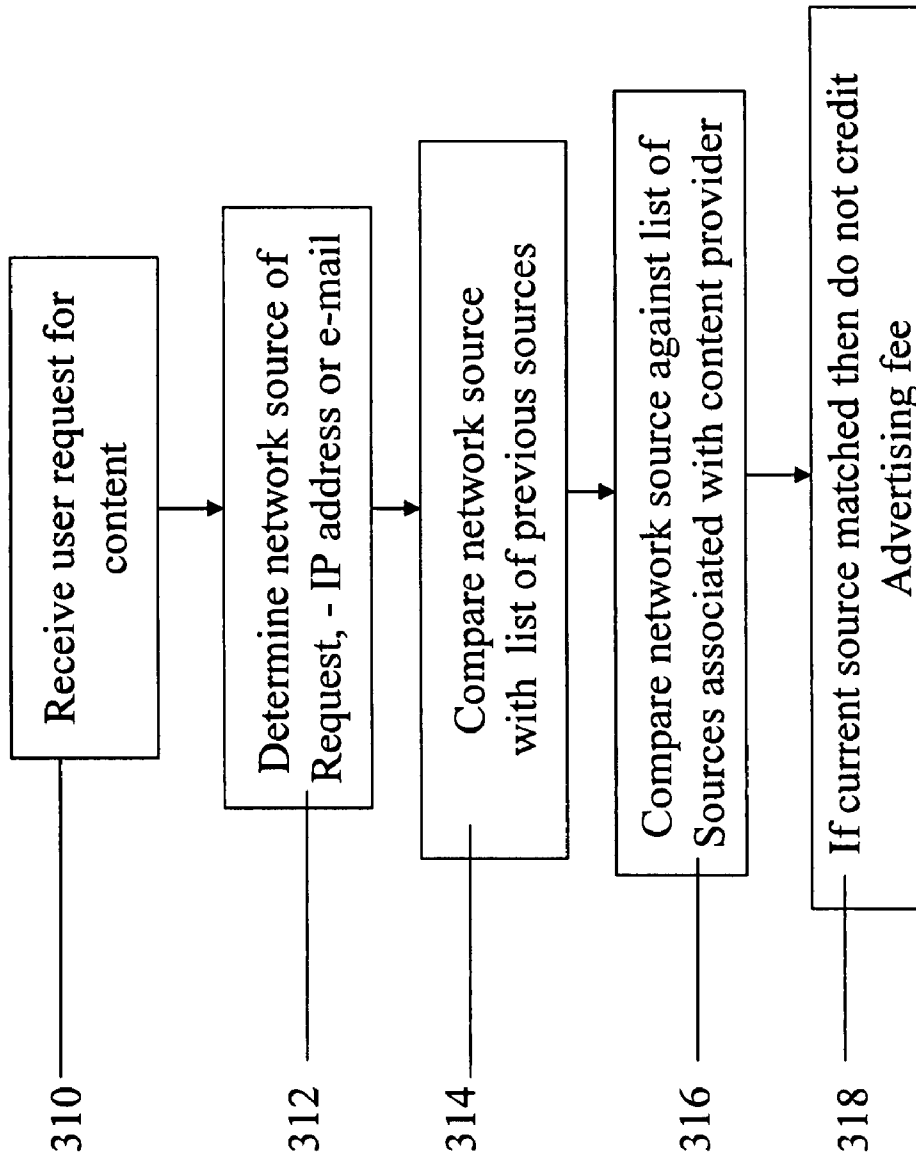 310
Receive user request for
content
312
Determine network source of
Request, - IP address or e-mail
314
Compare network source
with list of previous sources
316
Compare network source against list of
Sources associated with content provider
318
If current source matched then do not credit
Advertising fee